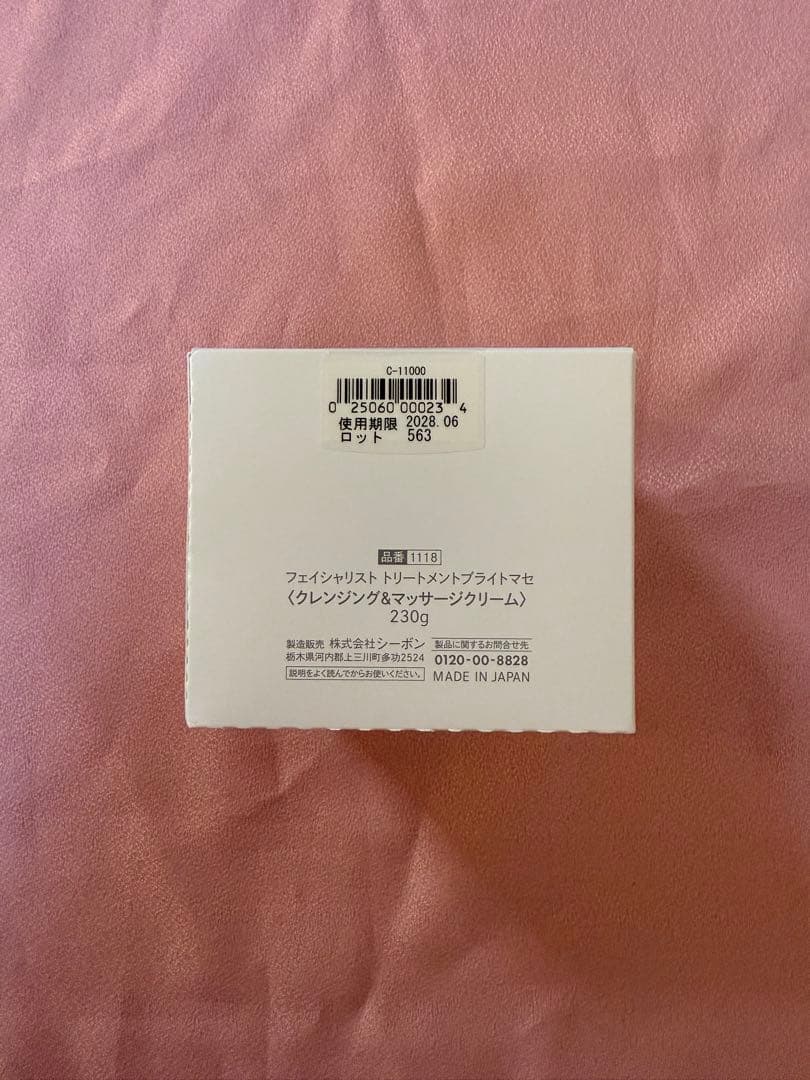 C-11000
0 25060 00023 4
使用期限 2028.06
ロット 563
品番 1118
フェイシャリスト トリートメントブライトマセ
〈クレンジング&マッサージクリーム〉
230g
製造販売 株式会社シーボン
栃木県河内郡上三川町多功2524
説明をよく読んでからお使いください。
製品に関するお問合せ先
0120-00-8828
MADE IN JAPAN